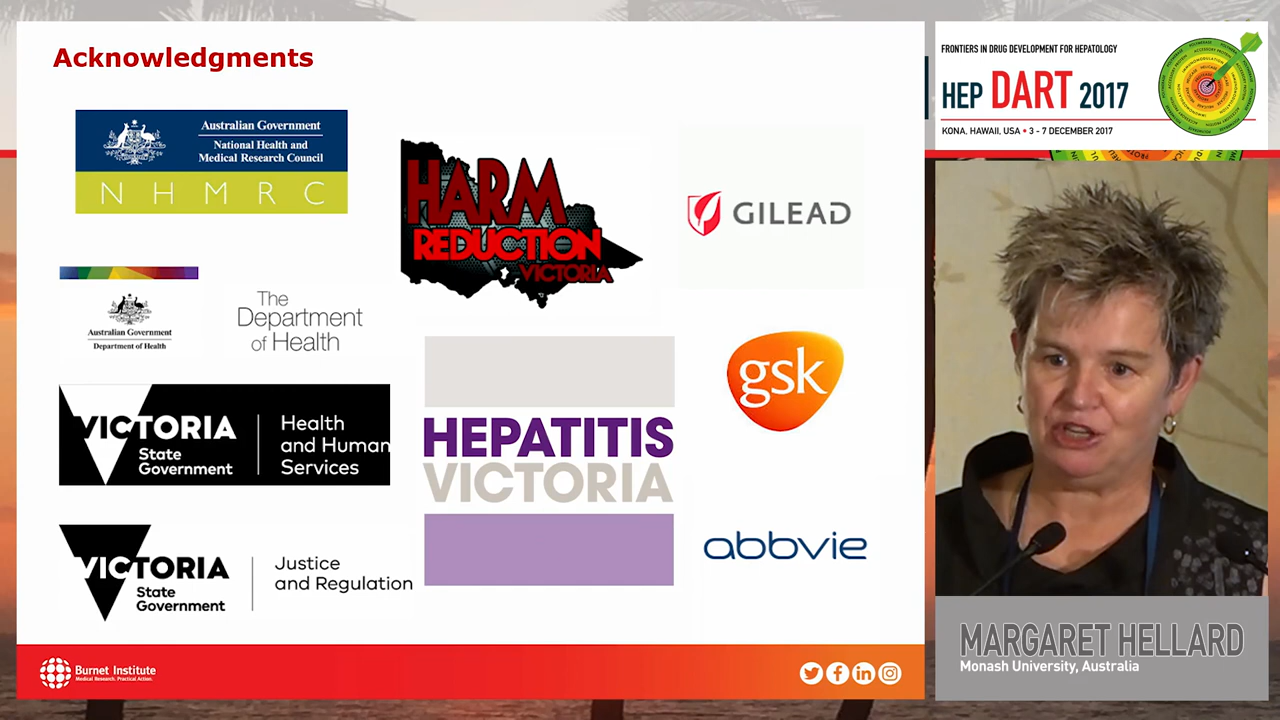 Acknowledgments
Australian Government
National Health and
Medical Research Council
NHMRC
Australian Government
Department of Health
The
Department
of Health
VICTORIA
State
Government
Health
and Human
Services
VICTORIA
State
Government
Justice
and Regulation
HARM
REDUCTION
VICTORIA
HEPATITIS
VICTORIA
GILEAD
gsk
abbvie
Burnet Institute
Medical Research. Practical Action.
FRONTIERS IN DRUG DEVELOPMENT FOR HEPATOLOGY
HEP DART 2017
KONA, HAWAII, USA • 3 - 7 DECEMBER 2017
MARGARET HELLARD
Monash University, Australia